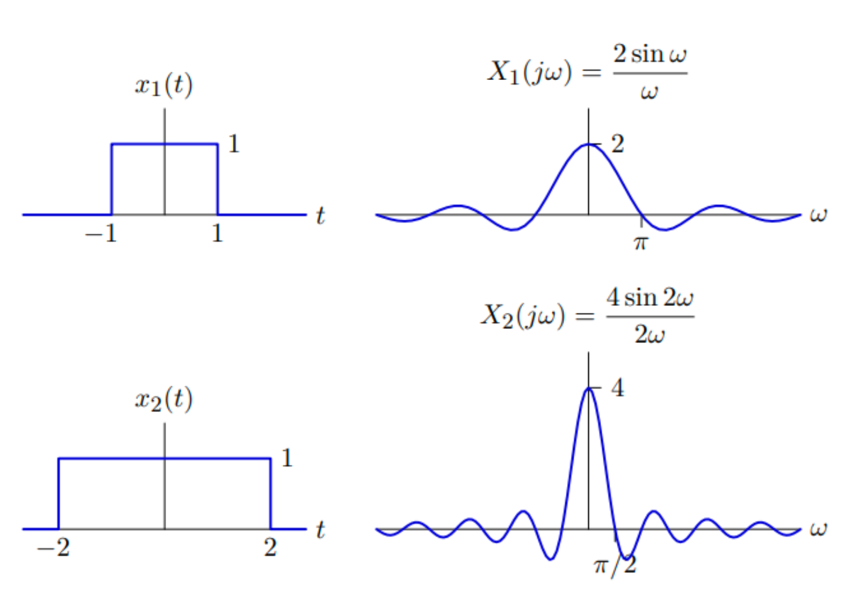 x₁(t)
1
−1
1
t
X₁(jω) = 2 sin ω / ω
2
π
ω
x₂(t)
1
−2
2
t
X₂(jω) = 4 sin 2ω / 2ω
4
π/2
ω